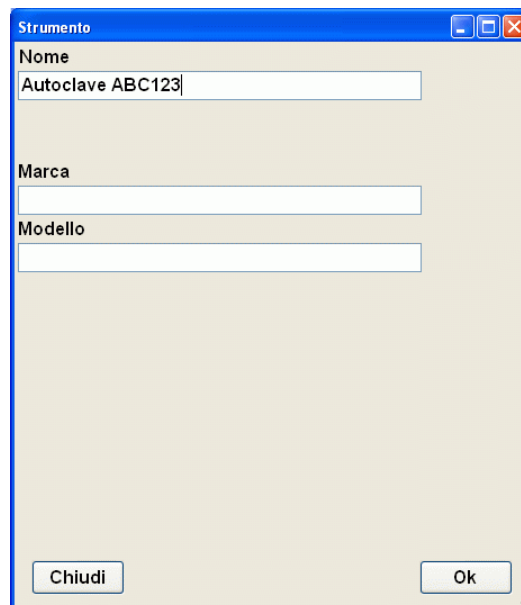 Strumento
Nome
Autoclave ABC123
Marca
Modello
Chiudi
Ok